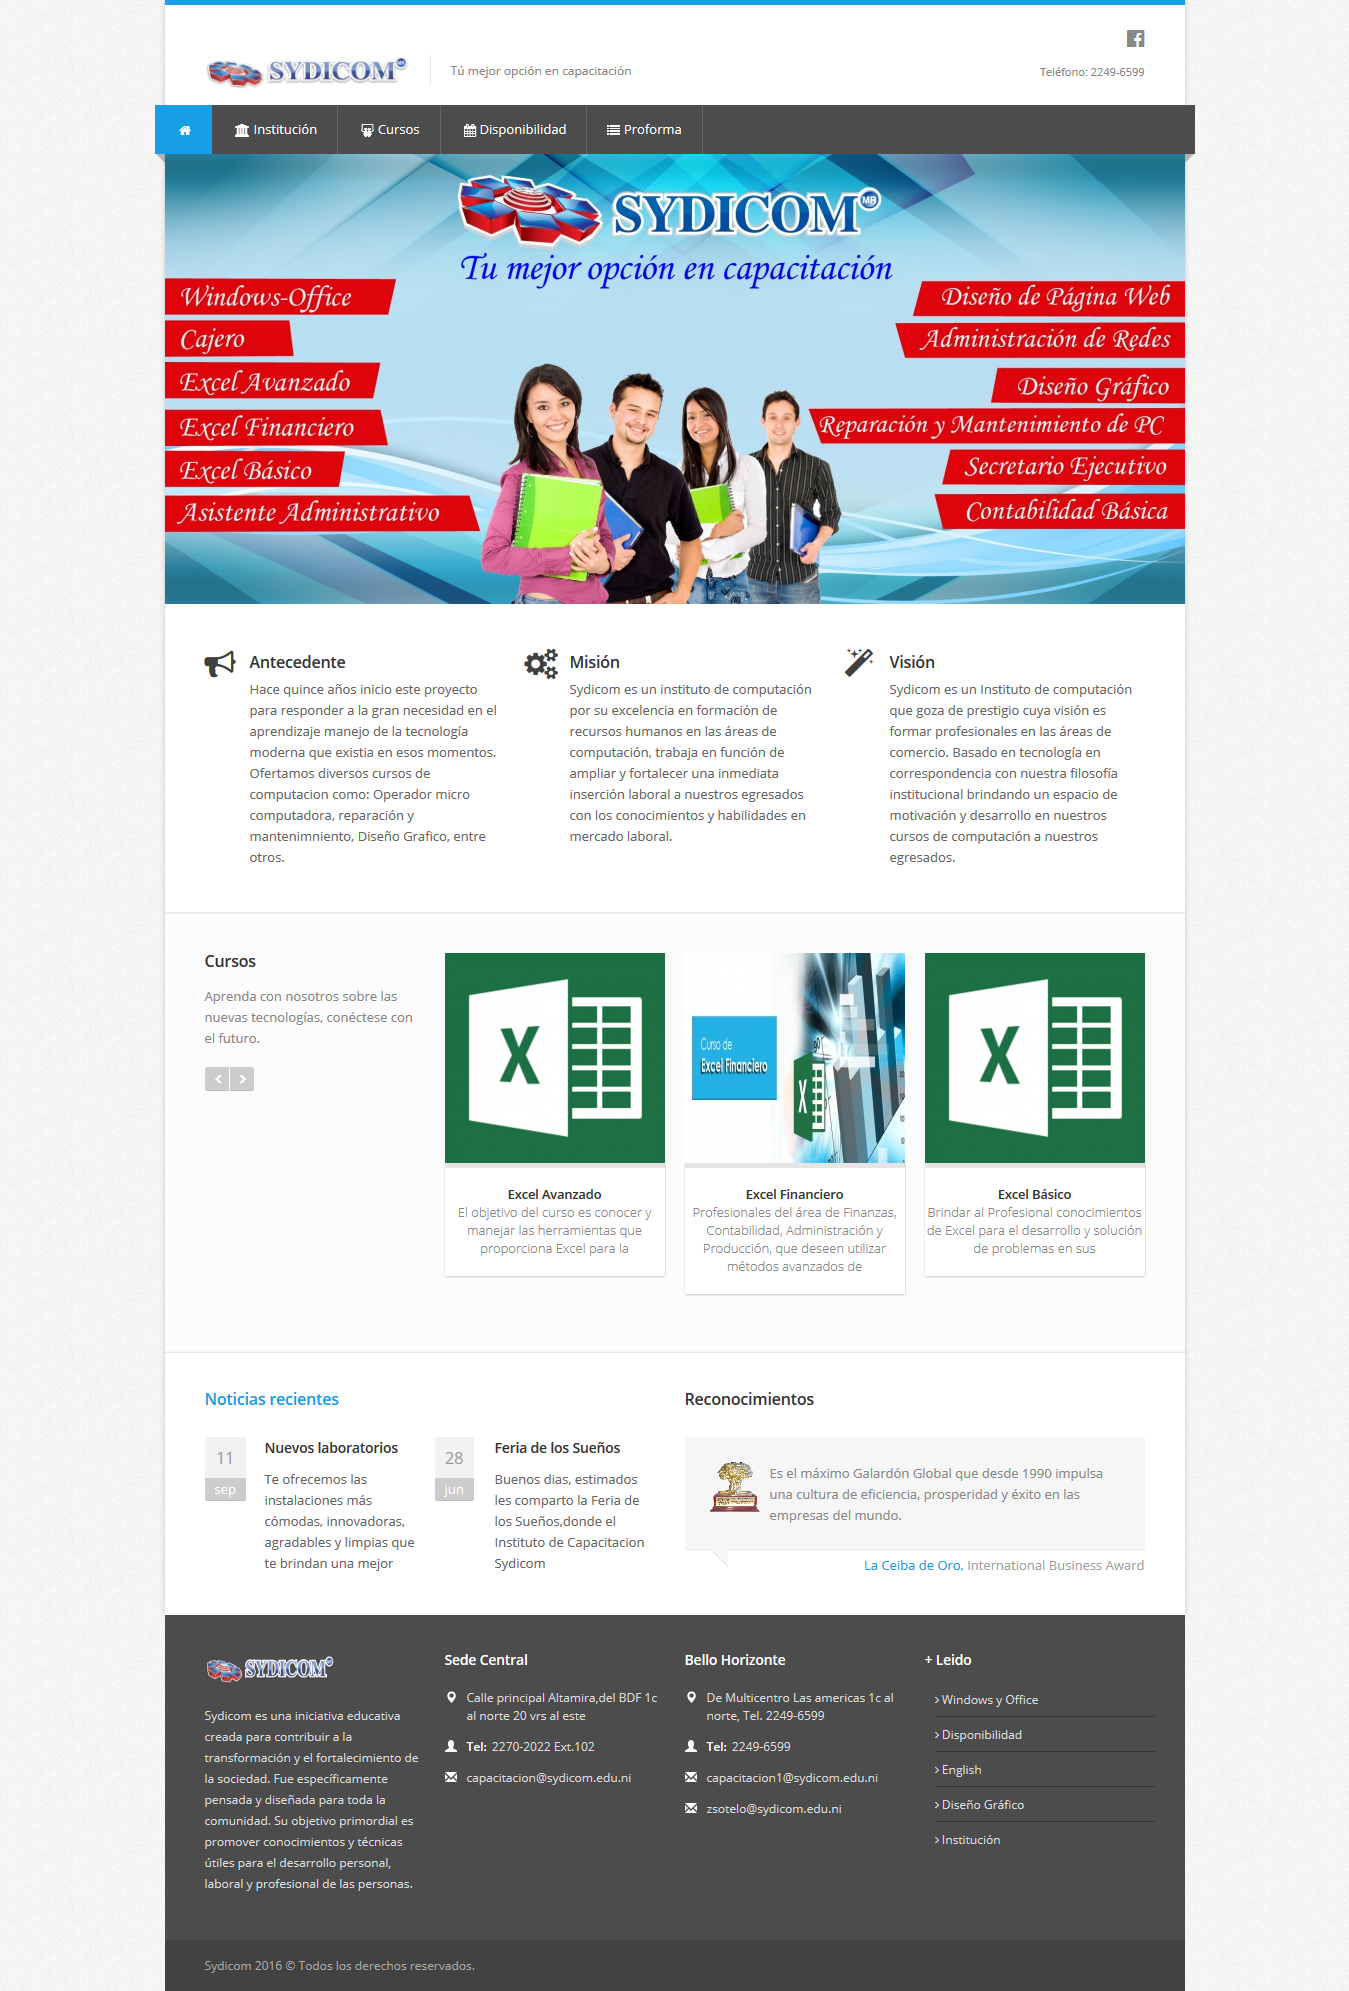 SYDICOM MR
Tú mejor opción en capacitación
Teléfono: 2249-6599
Institución
Cursos
Disponibilidad
Proforma
SYDICOM MR
Tu mejor opción en capacitación
Windows-Office
Cajero
Excel Avanzado
Excel Financiero
Excel Básico
Asistente Administrativo
Diseño de Página Web
Administración de Redes
Diseño Gráfico
Reparación y Mantenimiento de PC
Secretario Ejecutivo
Contabilidad Básica
Antecedente
Hace quince años inicio este proyecto
para responder a la gran necesidad en el
aprendizaje manejo de la tecnología
moderna que existia en esos momentos.
Ofertamos diversos cursos de
computacion como: Operador micro
computadora, reparación y
mantenimniento, Diseño Grafico, entre
otros.
Misión
Sydicom es un instituto de computación
por su excelencia en formación de
recursos humanos en las áreas de
computación, trabaja en función de
ampliar y fortalecer una inmediata
inserción laboral a nuestros egresados
con los conocimientos y habilidades en
mercado laboral.
Visión
Sydicom es un Instituto de computación
que goza de prestigio cuya visión es
formar profesionales en las áreas de
comercio. Basado en tecnología en
correspondencia con nuestra filosofía
institucional brindando un espacio de
motivación y desarrollo en nuestros
cursos de computación a nuestros
egresados.
Cursos
Aprenda con nosotros sobre las
nuevas tecnologías, conéctese con
el futuro.
X
Excel Avanzado
El objetivo del curso es conocer y
manejar las herramientas que
proporciona Excel para la
Curso de
Excel Financiero
X
Excel Financiero
Profesionales del área de Finanzas,
Contabilidad, Administración y
Producción, que deseen utilizar
métodos avanzados de
X
Excel Básico
Brindar al Profesional conocimientos
de Excel para el desarrollo y solución
de problemas en sus
Noticias recientes
11
sep
Nuevos laboratorios
Te ofrecemos las
instalaciones más
cómodas, innovadoras,
agradables y limpias que
te brindan una mejor
28
jun
Feria de los Sueños
Buenos dias, estimados
les comparto la Feria de
los Sueños,donde el
Instituto de Capacitacion
Sydicom
Reconocimientos
Es el máximo Galardón Global que desde 1990 impulsa
una cultura de eficiencia, prosperidad y éxito en las
empresas del mundo.
La Ceiba de Oro, International Business Award
SYDICOM
Sydicom es una iniciativa educativa
creada para contribuir a la
transformación y el fortalecimiento de
la sociedad. Fue específicamente
pensada y diseñada para toda la
comunidad. Su objetivo primordial es
promover conocimientos y técnicas
útiles para el desarrollo personal,
laboral y profesional de las personas.
Sede Central
Calle principal Altamira,del BDF 1c
al norte 20 vrs al este
Tel: 2270-2022 Ext.102
capacitacion@sydicom.edu.ni
Bello Horizonte
De Multicentro Las americas 1c al
norte, Tel. 2249-6599
Tel: 2249-6599
capacitacion1@sydicom.edu.ni
zsotelo@sydicom.edu.ni
+ Leido
Windows y Office
Disponibilidad
English
Diseño Gráfico
Institución
Sydicom 2016 © Todos los derechos reservados.